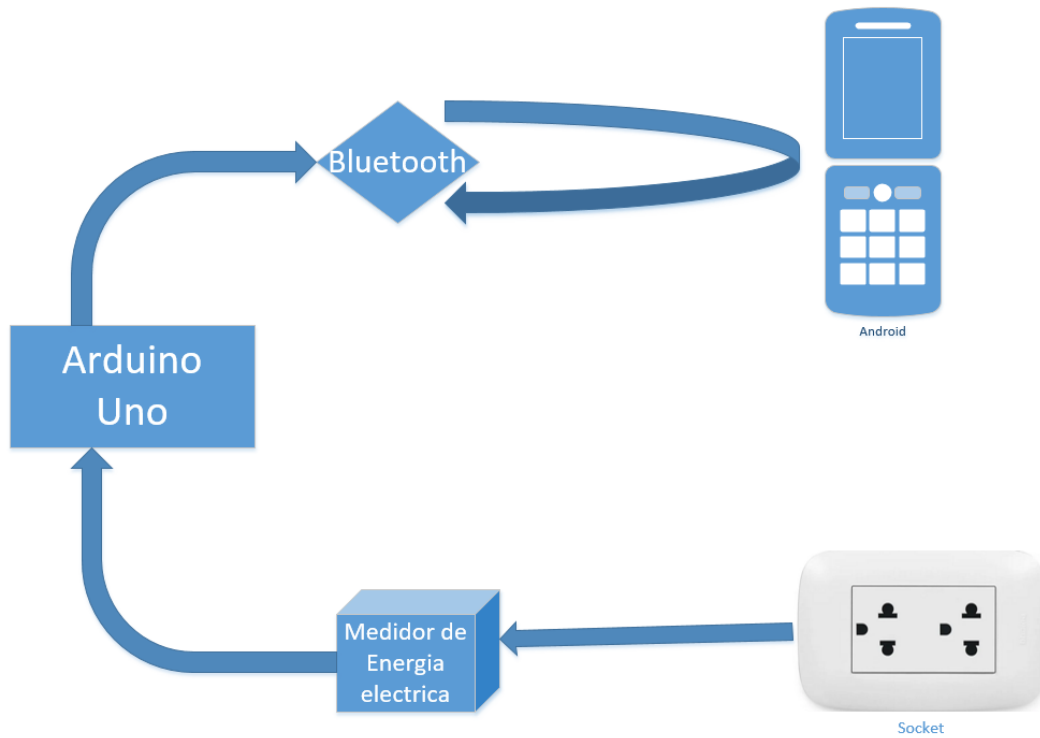 Bluetooth
Android
Arduino
Uno
Medidor de
Energia
electrica
Socket